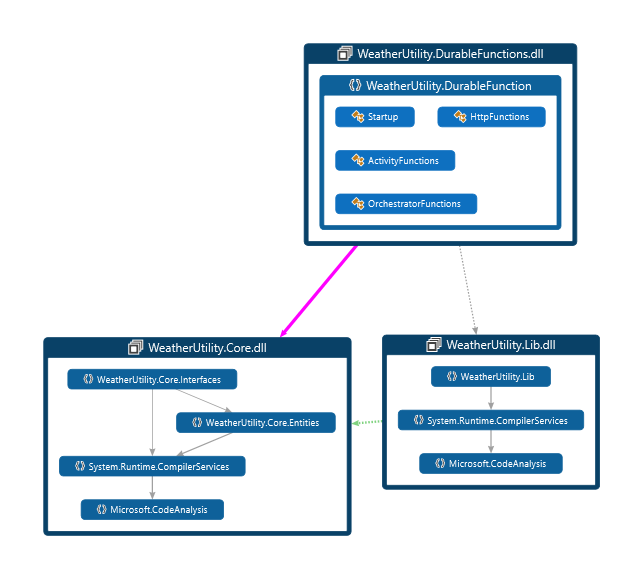 WeatherUtility.DurableFunctions.dll
WeatherUtility.DurableFunction
Startup
HttpFunctions
ActivityFunctions
OrchestratorFunctions
WeatherUtility.Core.dll
WeatherUtility.Core.Interfaces
WeatherUtility.Core.Entities
System.Runtime.CompilerServices
Microsoft.CodeAnalysis
WeatherUtility.Lib.dll
WeatherUtility.Lib
System.Runtime.CompilerServices
Microsoft.CodeAnalysis